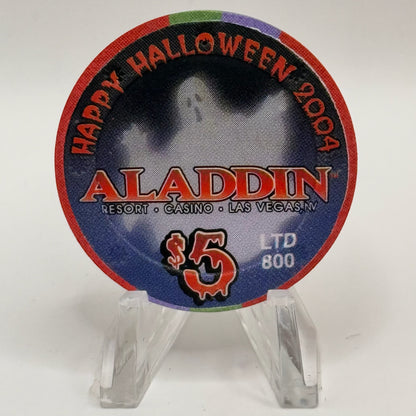 HAPPY HALLOWEEN 2004
ALADDIN
RESORT · CASINO · LAS VEGAS, NV
$5
LTD
800